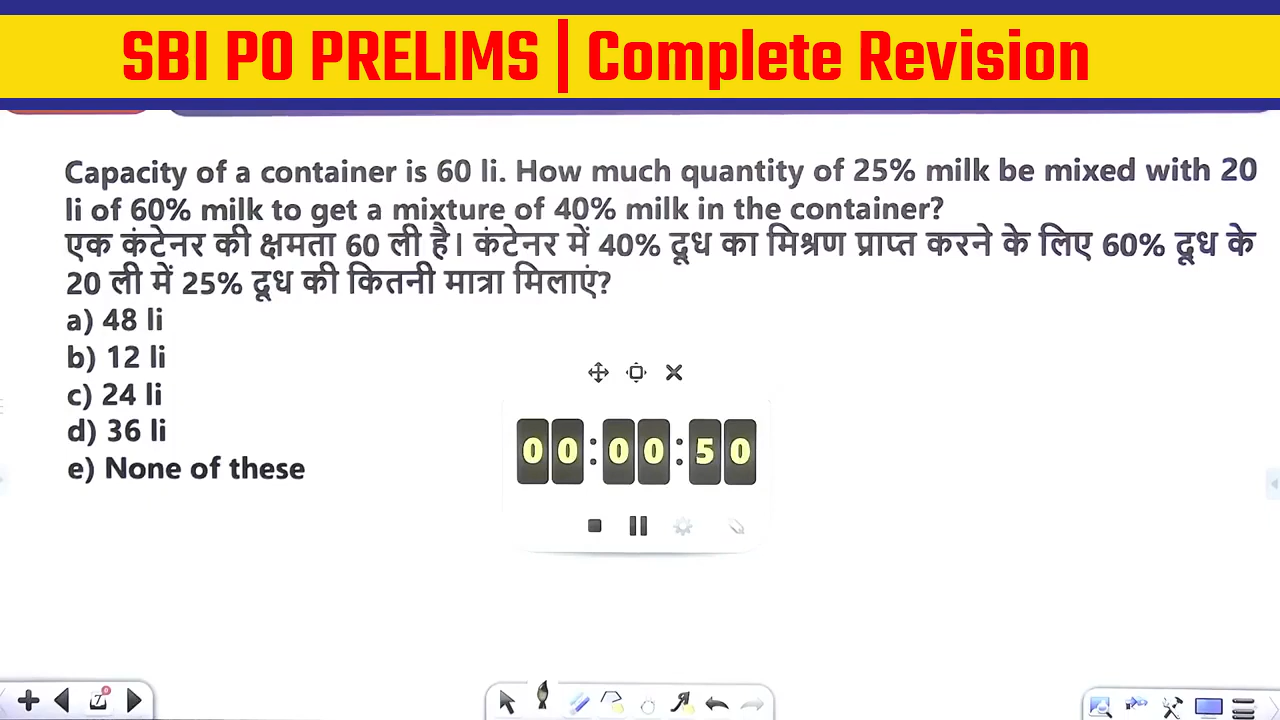 SBI PO PRELIMS | Complete Revision
Capacity of a container is 60 li. How much quantity of 25% milk be mixed with 20
li of 60% milk to get a mixture of 40% milk in the container?
एक कंटेनर की क्षमता 60 ली है। कंटेनर में 40% दूध का मिश्रण प्राप्त करने के लिए 60% दूध के
20 ली में 25% दूध की कितनी मात्रा मिलाएं?
a) 48 li
b) 12 li
c) 24 li
d) 36 li
e) None of these
00:00:50